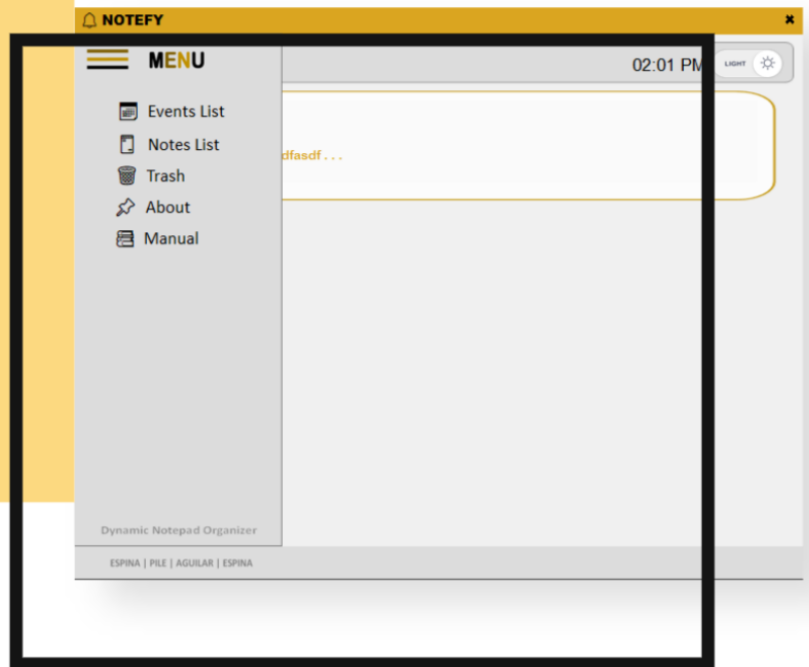 NOTEFY
MENU
02:01 PM
LIGHT
Events List
Notes List
dfasdf . . .
Trash
About
Manual
Dynamic Notepad Organizer
ESPINA | PILE | AGUILAR | ESPINA